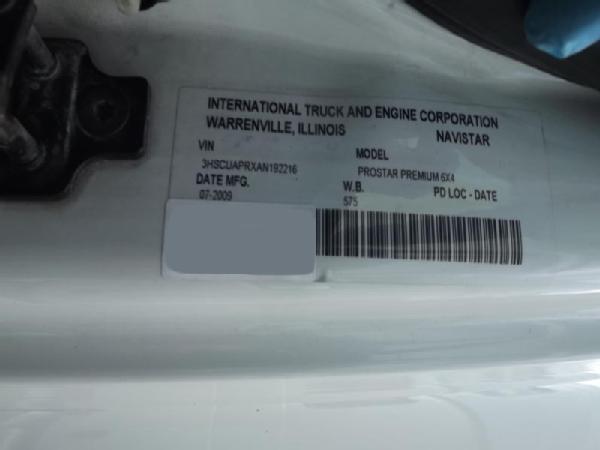 INTERNATIONAL TRUCK AND ENGINE CORPORATION
WARRENVILLE, ILLINOIS NAVISTAR
VIN MODEL
3HSCUAPRXAN192216 PROSTAR PREMIUM 6X4
DATE MFG. W.B. PD LOC - DATE
07-2009 575